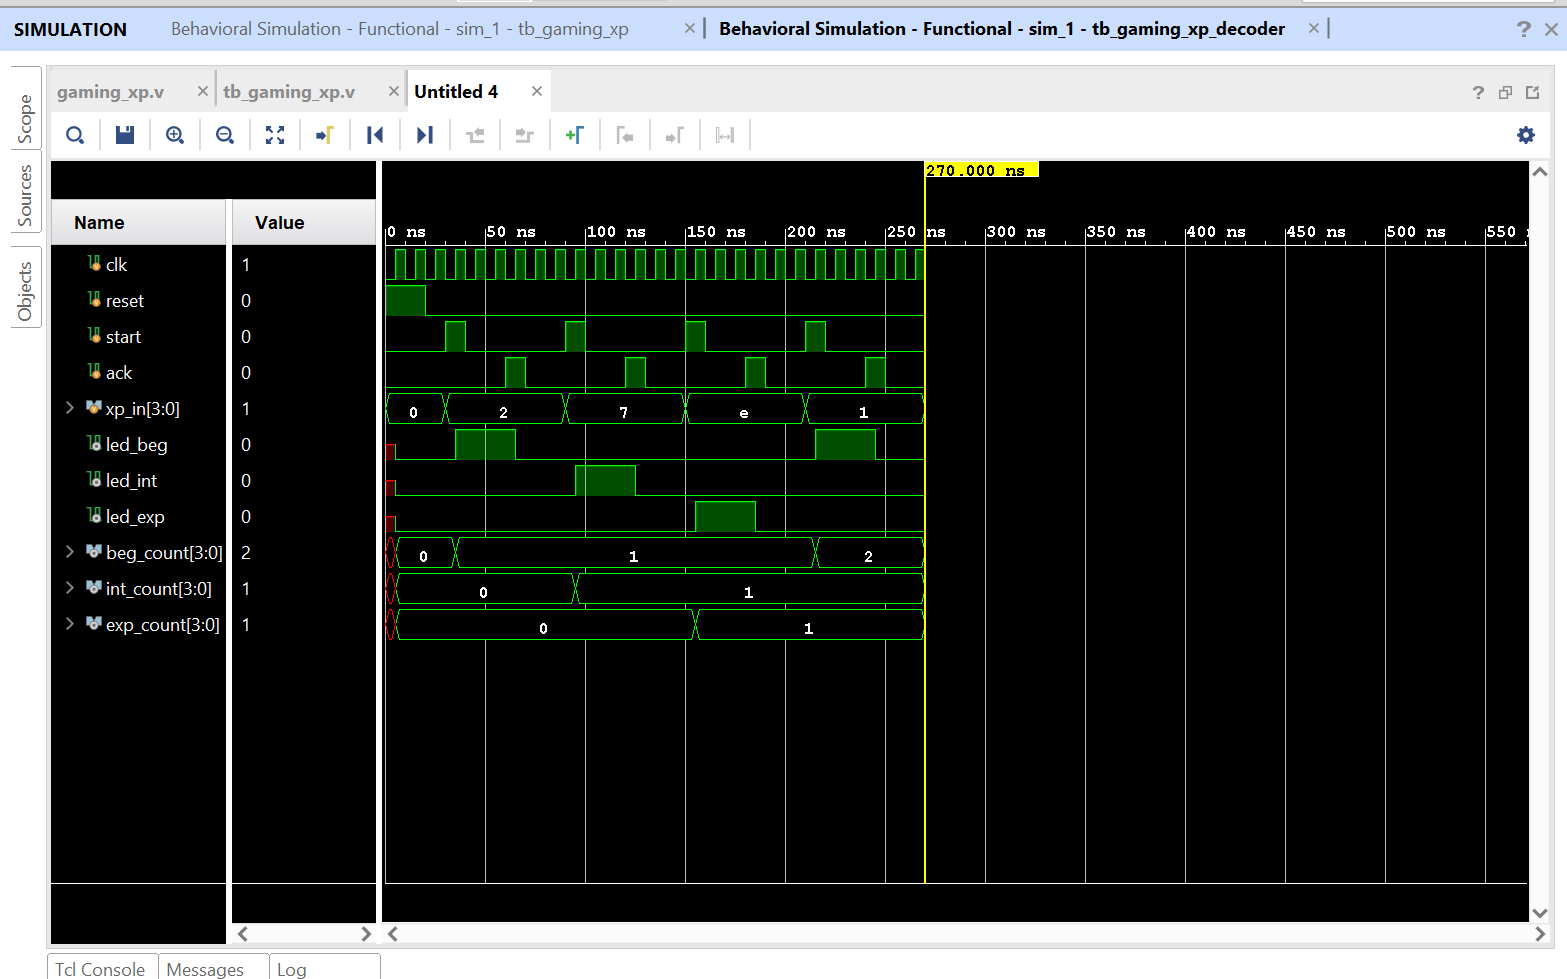 SIMULATION
Behavioral Simulation - Functional - sim_1 - tb_gaming_xp
Behavioral Simulation - Functional - sim_1 - tb_gaming_xp_decoder
Scope
Sources
Objects
gaming_xp.v
tb_gaming_xp.v
Untitled 4
270.000 ns
Name Value
0 ns 50 ns 100 ns 150 ns 200 ns 250 ns 300 ns 350 ns 400 ns 450 ns 500 ns 550
clk 1
reset 0
start 0
ack 0
xp_in[3:0] 1 0 2 7 e 1
led_beg 0
led_int 0
led_exp 0
beg_count[3:0] 2 0 1 2
int_count[3:0] 1 0 1
exp_count[3:0] 1 0 1
Tcl Console Messages Log